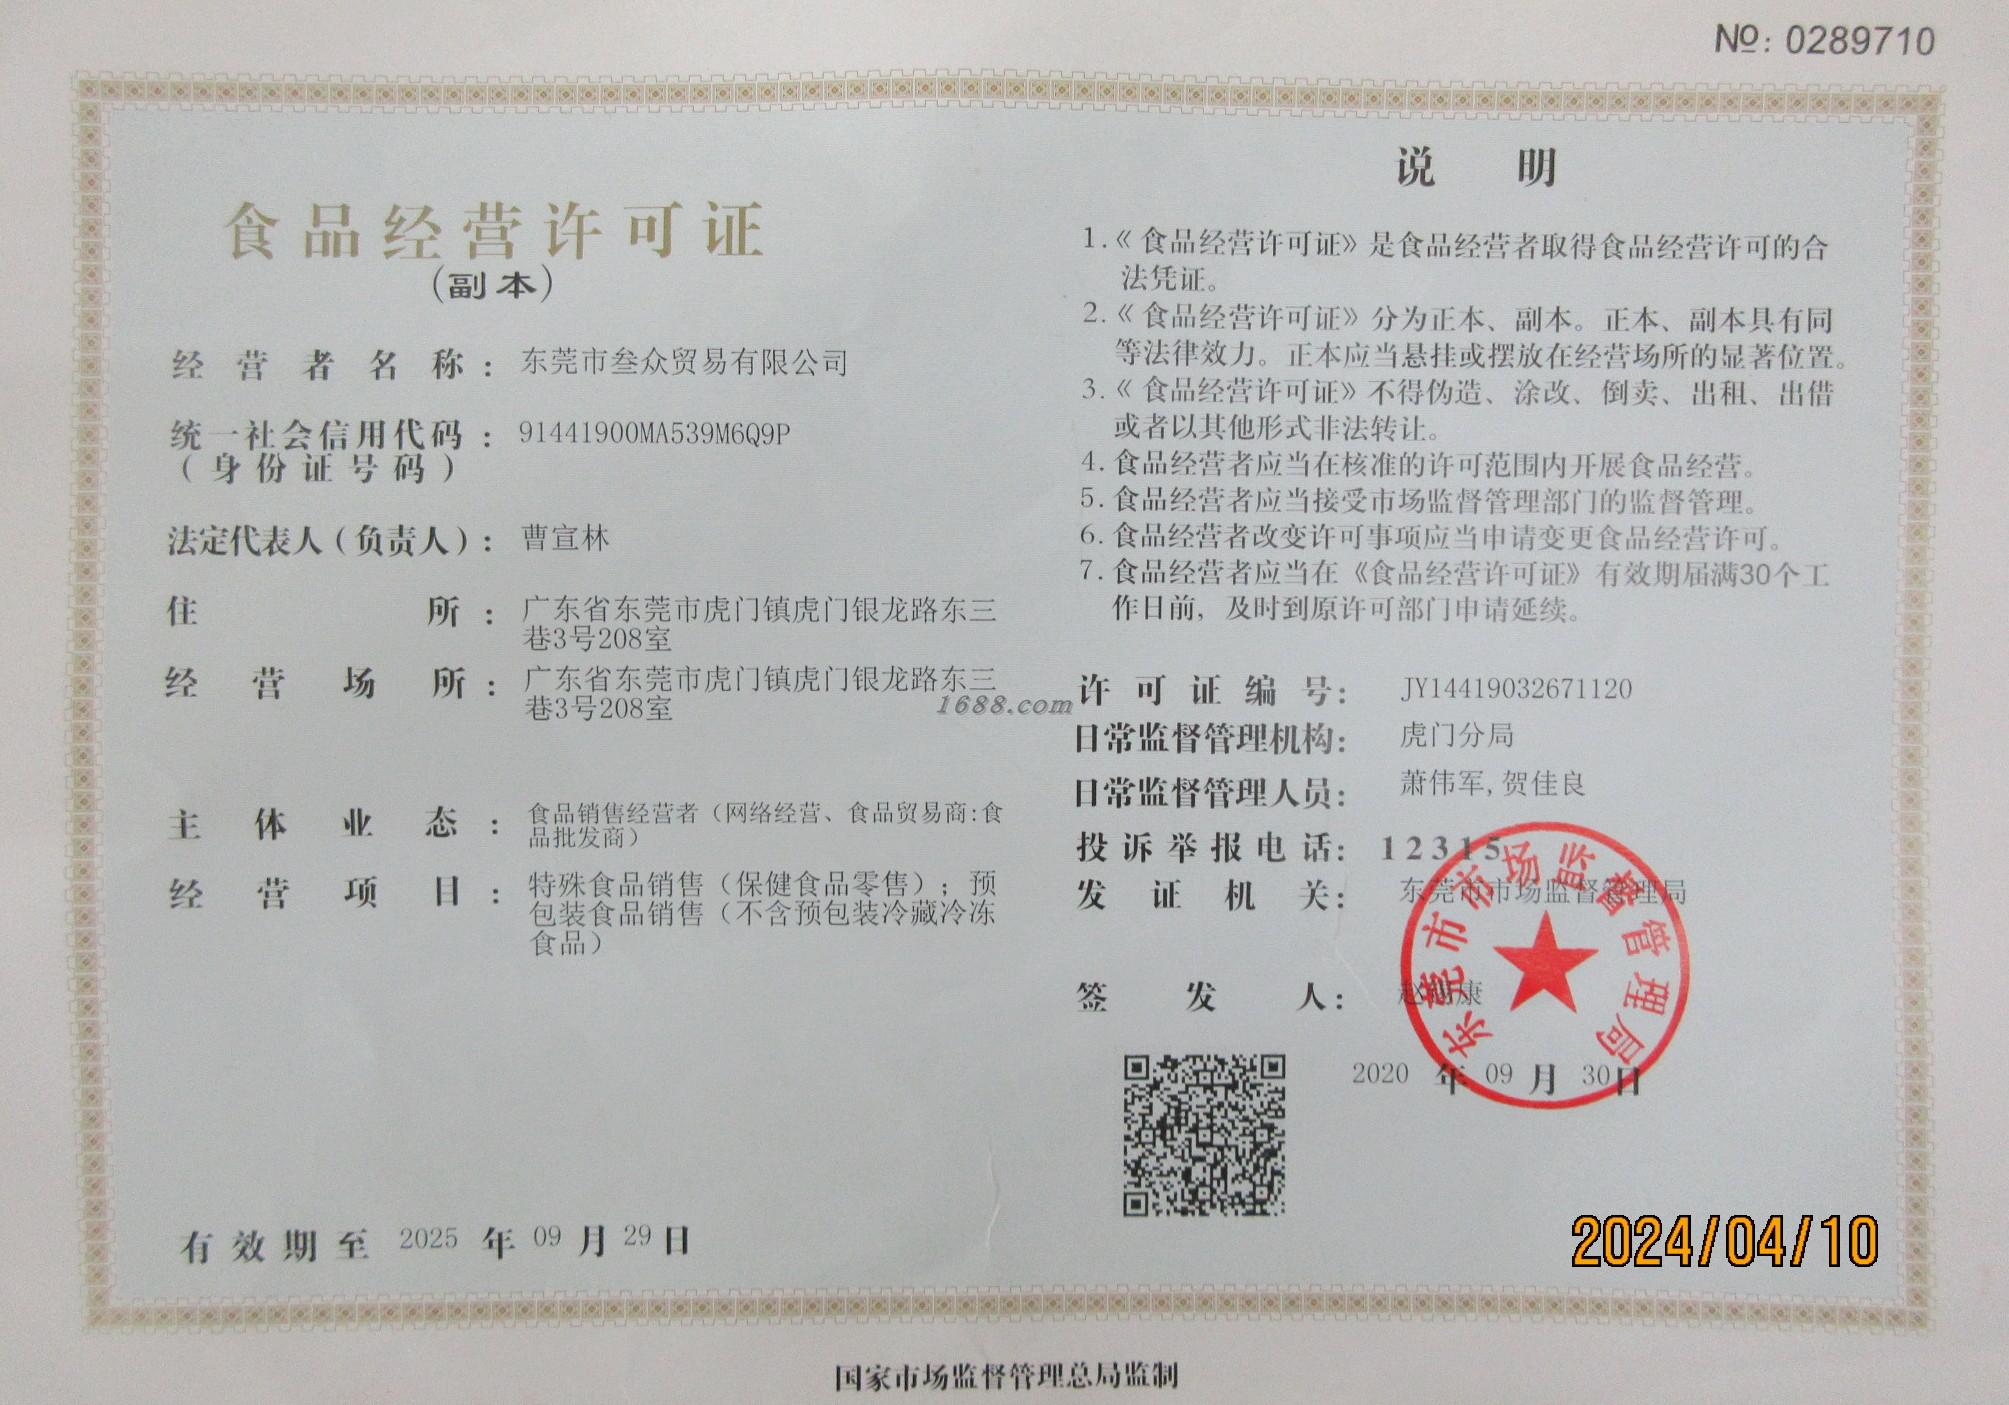 №: 0289710
食品经营许可证
(副本)
经营者名称：东莞市叁众贸易有限公司
统一社会信用代码：91441900MA539M6Q9P
(身份证号码)
法定代表人(负责人)：曹宣林
住所：广东省东莞市虎门镇虎门银龙路东三
巷3号208室
经营场所：广东省东莞市虎门镇虎门银龙路东三
巷3号208室
主体业态：食品销售经营者（网络经营、食品贸易商:食
品批发商）
经营项目：特殊食品销售（保健食品零售）；预
包装食品销售（不含预包装冷藏冷冻
食品）
有效期至 2025 年 09 月 29 日
说明
1.《食品经营许可证》是食品经营者取得食品经营许可的合
法凭证。
2.《食品经营许可证》分为正本、副本。正本、副本具有同
等法律效力。正本应当悬挂或摆放在经营场所的显著位置。
3.《食品经营许可证》不得伪造、涂改、倒卖、出租、出借
或者以其他形式非法转让。
4.食品经营者应当在核准的许可范围内开展食品经营。
5.食品经营者应当接受市场监督管理部门的监督管理。
6.食品经营者改变许可事项应当申请变更食品经营许可。
7.食品经营者应当在《食品经营许可证》有效期届满30个工
作日前，及时到原许可部门申请延续。
1688.com
许可证编号：JY14419032671120
日常监督管理机构：虎门分局
日常监督管理人员：萧伟军,贺佳良
投诉举报电话：12315
发证机关：东莞市市场监督管理局
签发人：赵 康
东莞市市场监督管理局
2020 年 09 月 30日
2024/04/10
国家市场监督管理总局监制